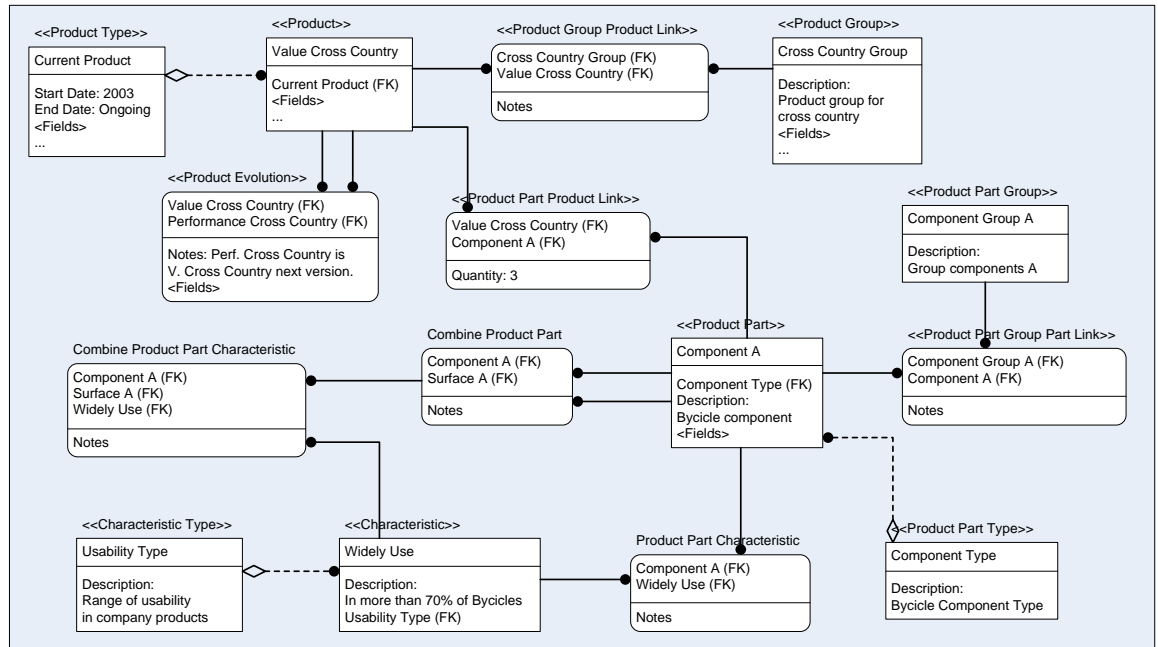 <<Product Type>>
Current Product
Start Date: 2003
End Date: Ongoing
<Fields>
...
<<Product>>
Value Cross Country
Current Product (FK)
<Fields>
...
<<Product Group Product Link>>
Cross Country Group (FK)
Value Cross Country (FK)
Notes
<<Product Group>>
Cross Country Group
Description:
Product group for
cross country
<Fields>
...
<<Product Evolution>>
Value Cross Country (FK)
Performance Cross Country (FK)
Notes: Perf. Cross Country is
V. Cross Country next version.
<Fields>
<<Product Part Product Link>>
Value Cross Country (FK)
Component A (FK)
Quantity: 3
<<Product Part Group>>
Component Group A
Description:
Group components A
Combine Product Part Characteristic
Component A (FK)
Surface A (FK)
Widely Use (FK)
Notes
Combine Product Part
Component A (FK)
Surface A (FK)
Notes
<<Product Part>>
Component A
Component Type (FK)
Description:
Bycicle component
<Fields>
<<Product Part Group Part Link>>
Component Group A (FK)
Component A (FK)
Notes
<<Characteristic Type>>
Usability Type
Description:
Range of usability
in company products
<<Characteristic>>
Widely Use
Description:
In more than 70% of Bycicles
Usability Type (FK)
Product Part Characteristic
Component A (FK)
Widely Use (FK)
Notes
<<Product Part Type>>
Component Type
Description:
Bycicle Component Type